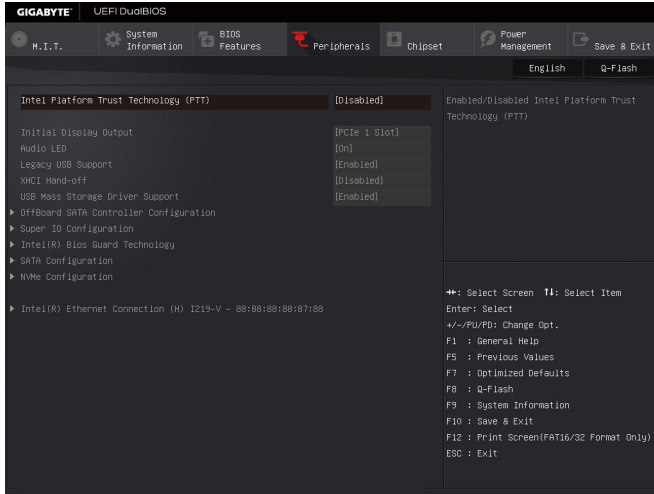 GIGABYTE™ UEFI DualBIOS
M.I.T. System Information BIOS Features Peripherals Chipset Power Management Save & Exit
English Q-Flash
Intel Platform Trust Technology (PTT) [Disabled]
Initial Display Output [PCIe 1 Slot]
Audio LED [On]
Legacy USB Support [Enabled]
XHCI Hand-off [Disabled]
USB Mass Storage Driver Support [Enabled]
OffBoard SATA Controller Configuration
Super IO Configuration
Intel(R) Bios Guard Technology
SATA Configuration
NVMe Configuration
Intel(R) Ethernet Connection (H) I219-V - 88:88:88:88:87:88
Enabled/Disabled Intel Platform Trust
Technology (PTT)
→←: Select Screen ↑↓: Select Item
Enter: Select
+/-/PU/PD: Change Opt.
F1 : General Help
F5 : Previous Values
F7 : Optimized Defaults
F8 : Q-Flash
F9 : System Information
F10 : Save & Exit
F12 : Print Screen(FAT16/32 Format Only)
ESC : Exit